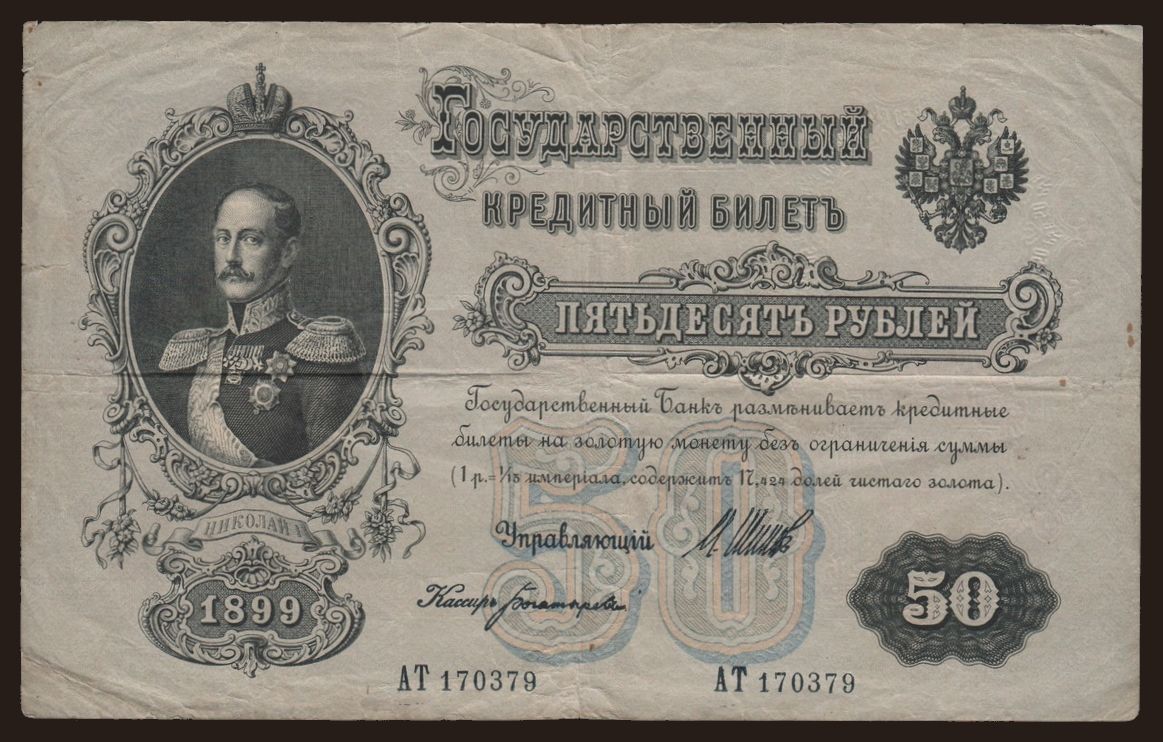 Государственный
кредитный билетъ
пятьдесятъ рублей
Государственный Банкъ размѣниваетъ кредитные
билеты на золотую монету безъ ограниченія суммы
(1 р.=1/15 имперіала, содержитъ 17,424 долей чистаго золота).
НИКОЛАЙ I
Управляющій
1899
Кассиръ
50
50
АТ 170379 АТ 170379